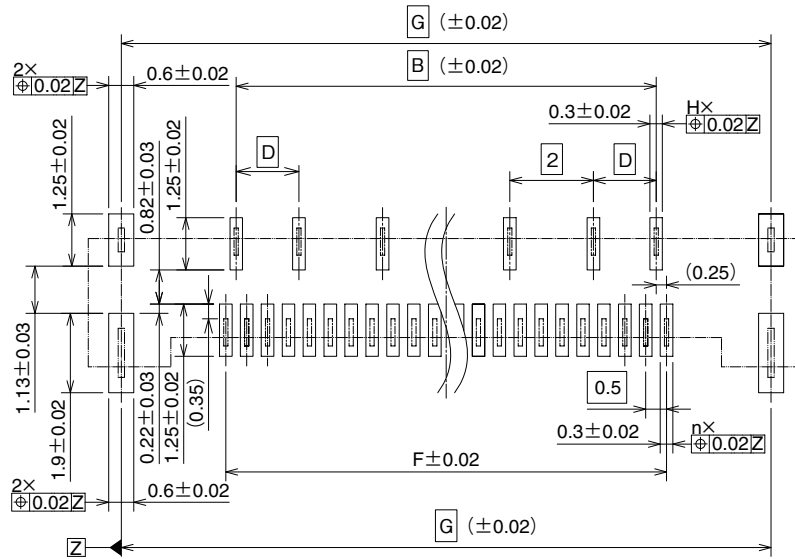 G (±0.02)
B (±0.02)
2×
⌖ 0.02 Z
0.6±0.02
0.3±0.02
H×
⌖ 0.02 Z
D
2
D
1.25±0.02
0.82±0.03
1.25±0.02
(0.25)
1.13±0.03
1.9±0.02
0.22±0.03
1.25±0.02
(0.35)
0.5
0.3±0.02
n×
⌖ 0.02 Z
F±0.02
2×
⌖ 0.02 Z
0.6±0.02
G (±0.02)
Z